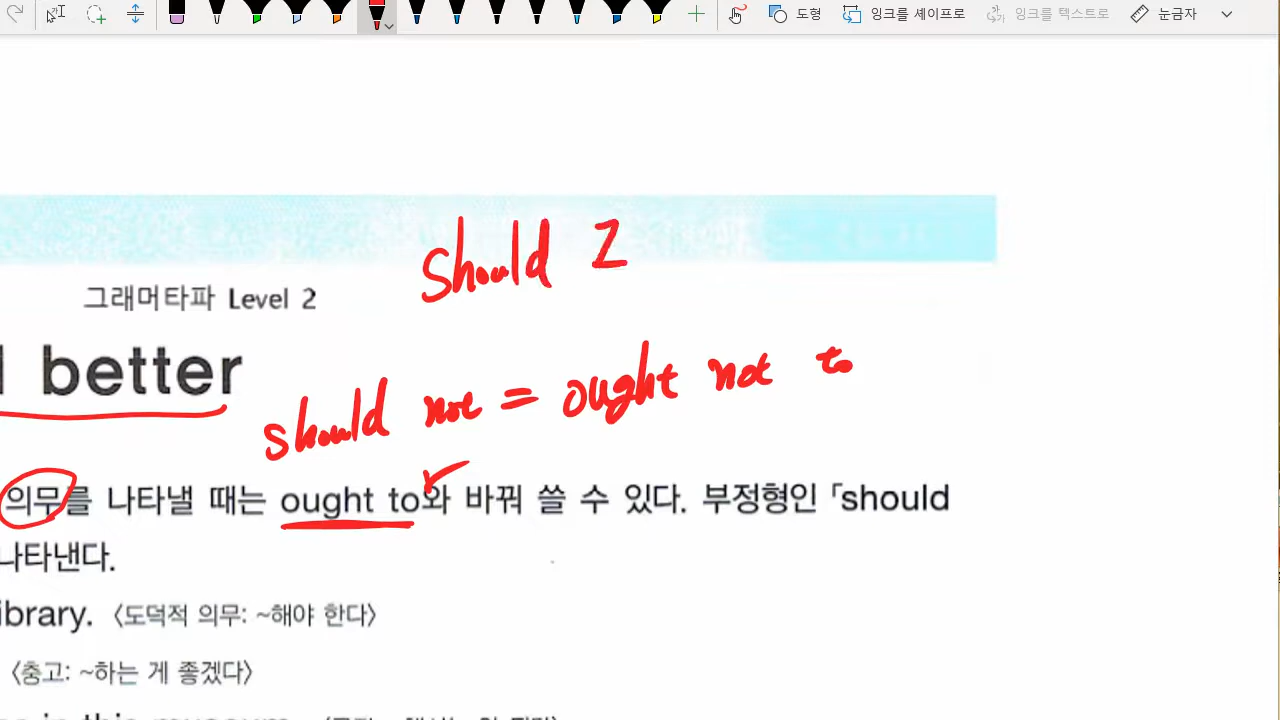 도형 잉크를 셰이프로 잉크를 텍스트로 눈금자
Should 2
그래머타파 Level 2
better
should not = ought not to
의무를 나타낼 때는 ought to와 바꿔 쓸 수 있다. 부정형인 「should
나타낸다.
ibrary. 〈도덕적 의무: ~해야 한다〉
〈충고: ~하는 게 좋겠다〉
in this museum.